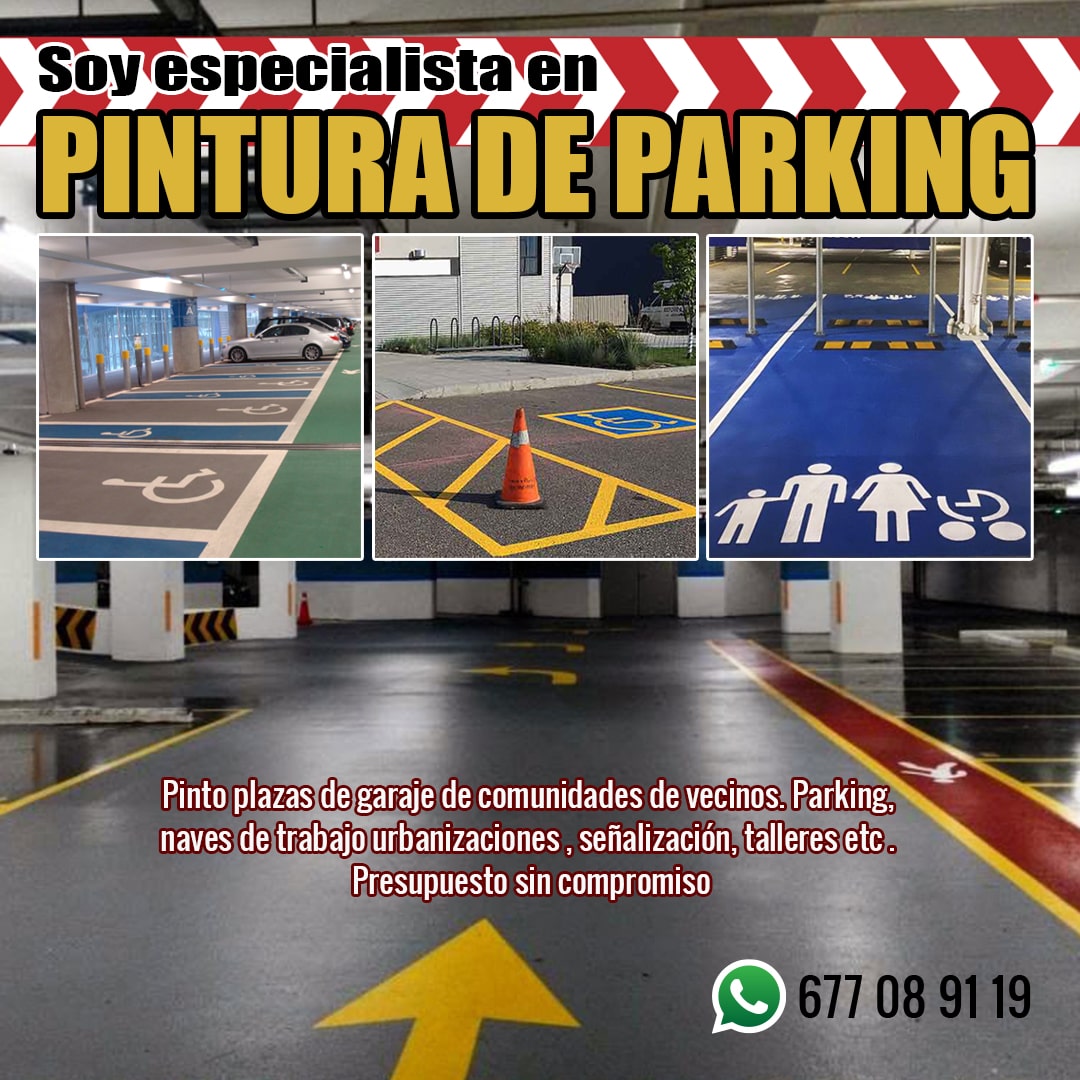 Soy especialista en
PINTURA DE PARKING
A
Pinto plazas de garaje de comunidades de vecinos. Parking,
naves de trabajo urbanizaciones , señalización, talleres etc .
Presupuesto sin compromiso
677 08 91 19